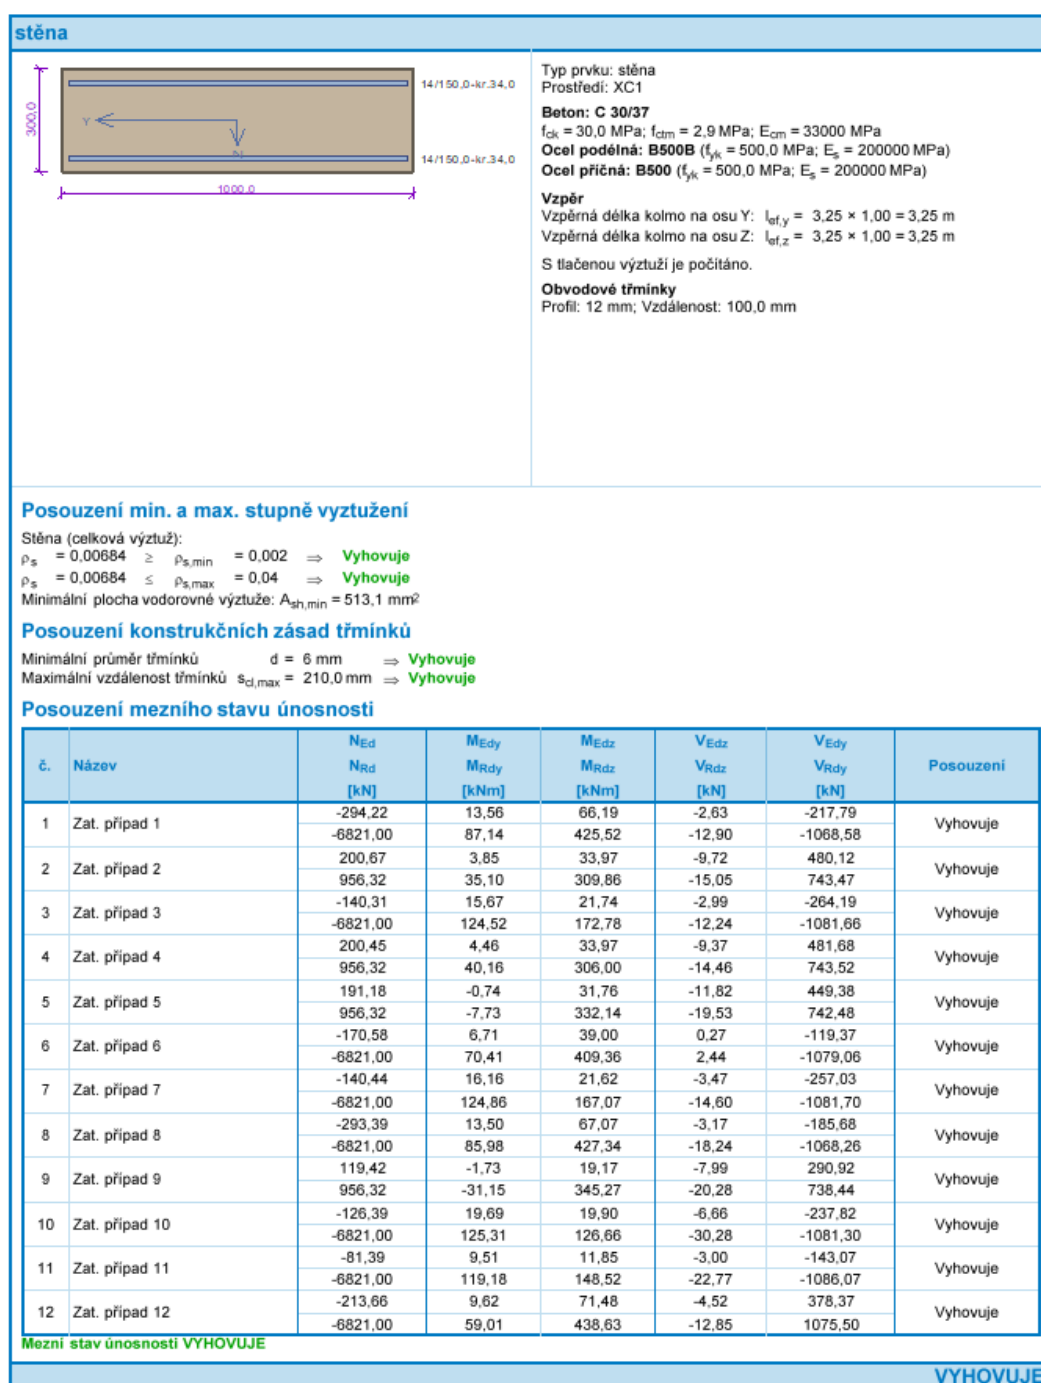 stěna
300,0
14/150,0-kr.34,0
Y
Z
14/150,0-kr.34,0
1000,0
Typ prvku: stěna
Prostředí: XC1
Beton: C 30/37
fck = 30,0 MPa; fctm = 2,9 MPa; Ecm = 33000 MPa
Ocel podélná: B500B (fyk = 500,0 MPa; Es = 200000 MPa)
Ocel příčná: B500 (fyk = 500,0 MPa; Es = 200000 MPa)
Vzpěr
Vzpěrná délka kolmo na osu Y: lef,y = 3,25 × 1,00 = 3,25 m
Vzpěrná délka kolmo na osu Z: lef,z = 3,25 × 1,00 = 3,25 m
S tlačenou výztuží je počítáno.
Obvodové třmínky
Profil: 12 mm; Vzdálenost: 100,0 mm
Posouzení min. a max. stupně vyztužení
Stěna (celková výztuž):
ρs = 0,00684 ≥ ρs,min = 0,002 ⇒ Vyhovuje
ρs = 0,00684 ≤ ρs,max = 0,04 ⇒ Vyhovuje
Minimální plocha vodorovné výztuže: Ash,min = 513,1 mm2
Posouzení konstrukčních zásad třmínků
Minimální průměr třmínků d = 6 mm ⇒ Vyhovuje
Maximální vzdálenost třmínků scl,max = 210,0 mm ⇒ Vyhovuje
Posouzení mezního stavu únosnosti
NEd MEdy MEdz VEdz VEdy
č. Název NRd MRdy MRdz VRdz VRdy Posouzení
[kN] [kNm] [kNm] [kN] [kN]
1 Zat. případ 1 -294,22 13,56 66,19 -2,63 -217,79 Vyhovuje
-6821,00 87,14 425,52 -12,90 -1068,58
2 Zat. případ 2 200,67 3,85 33,97 -9,72 480,12 Vyhovuje
956,32 35,10 309,86 -15,05 743,47
3 Zat. případ 3 -140,31 15,67 21,74 -2,99 -264,19 Vyhovuje
-6821,00 124,52 172,78 -12,24 -1081,66
4 Zat. případ 4 200,45 4,46 33,97 -9,37 481,68 Vyhovuje
956,32 40,16 306,00 -14,46 743,52
5 Zat. případ 5 191,18 -0,74 31,76 -11,82 449,38 Vyhovuje
956,32 -7,73 332,14 -19,53 742,48
6 Zat. případ 6 -170,58 6,71 39,00 0,27 -119,37 Vyhovuje
-6821,00 70,41 409,36 2,44 -1079,06
7 Zat. případ 7 -140,44 16,16 21,62 -3,47 -257,03 Vyhovuje
-6821,00 124,86 167,07 -14,60 -1081,70
8 Zat. případ 8 -293,39 13,50 67,07 -3,17 -185,68 Vyhovuje
-6821,00 85,98 427,34 -18,24 -1068,26
9 Zat. případ 9 119,42 -1,73 19,17 -7,99 290,92 Vyhovuje
956,32 -31,15 345,27 -20,28 738,44
10 Zat. případ 10 -126,39 19,69 19,90 -6,66 -237,82 Vyhovuje
-6821,00 125,31 126,66 -30,28 -1081,30
11 Zat. případ 11 -81,39 9,51 11,85 -3,00 -143,07 Vyhovuje
-6821,00 119,18 148,52 -22,77 -1086,07
12 Zat. případ 12 -213,66 9,62 71,48 -4,52 378,37 Vyhovuje
-6821,00 59,01 438,63 -12,85 1075,50
Mezní stav únosnosti VYHOVUJE
VYHOVUJE